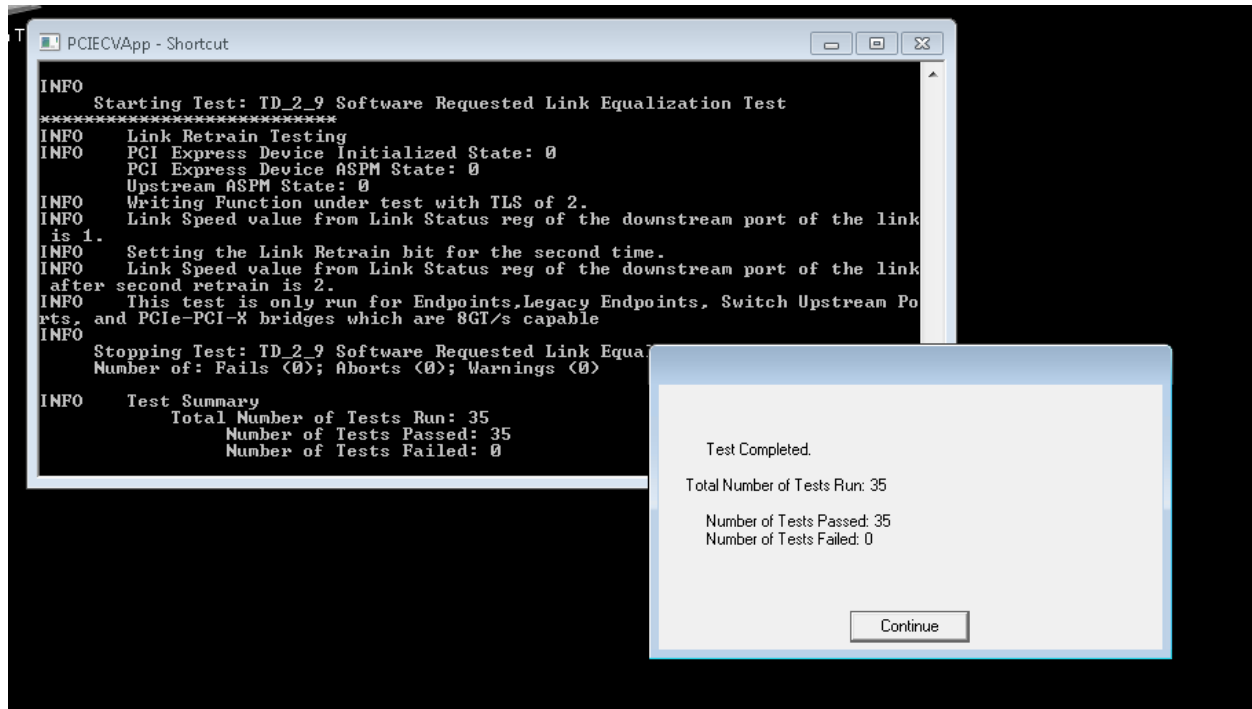 T
PCIECVApp - Shortcut
INFO
Starting Test: TD_2_9 Software Requested Link Equalization Test
***************************
INFO Link Retrain Testing
INFO PCI Express Device Initialized State: 0
PCI Express Device ASPM State: 0
Upstream ASPM State: 0
INFO Writing Function under test with TLS of 2.
INFO Link Speed value from Link Status reg of the downstream port of the link
is 1.
INFO Setting the Link Retrain bit for the second time.
INFO Link Speed value from Link Status reg of the downstream port of the link
after second retrain is 2.
INFO This test is only run for Endpoints,Legacy Endpoints, Switch Upstream Po
rts, and PCIe-PCI-X bridges which are 8GT/s capable
INFO
Stopping Test: TD_2_9 Software Requested Link Equa
Number of: Fails (0); Aborts (0); Warnings (0)
INFO Test Summary
Total Number of Tests Run: 35
Number of Tests Passed: 35
Number of Tests Failed: 0
Test Completed.
Total Number of Tests Run: 35
Number of Tests Passed: 35
Number of Tests Failed: 0
Continue